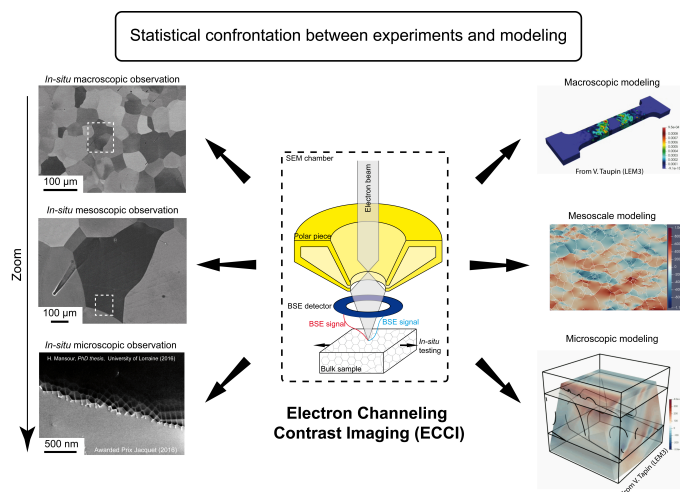 Statistical confrontation between experiments and modeling
In-situ macroscopic observation
100 µm
In-situ mesoscopic observation
100 µm
In-situ microscopic observation
H. Mansour, PhD thesis, University of Lorraine (2016)
Awarded Prix Jacquet (2016)
500 nm
Zoom
SEM chamber
Electron beam
Polar piece
BSE detector
BSE signal
BSE signal
In-situ
testing
Bulk sample
Electron Channeling
Contrast Imaging (ECCI)
Macroscopic modeling
From V. Taupin (LEM3)
Mesoscale modeling
Microscopic modeling
From V. Tapin (LEM3)